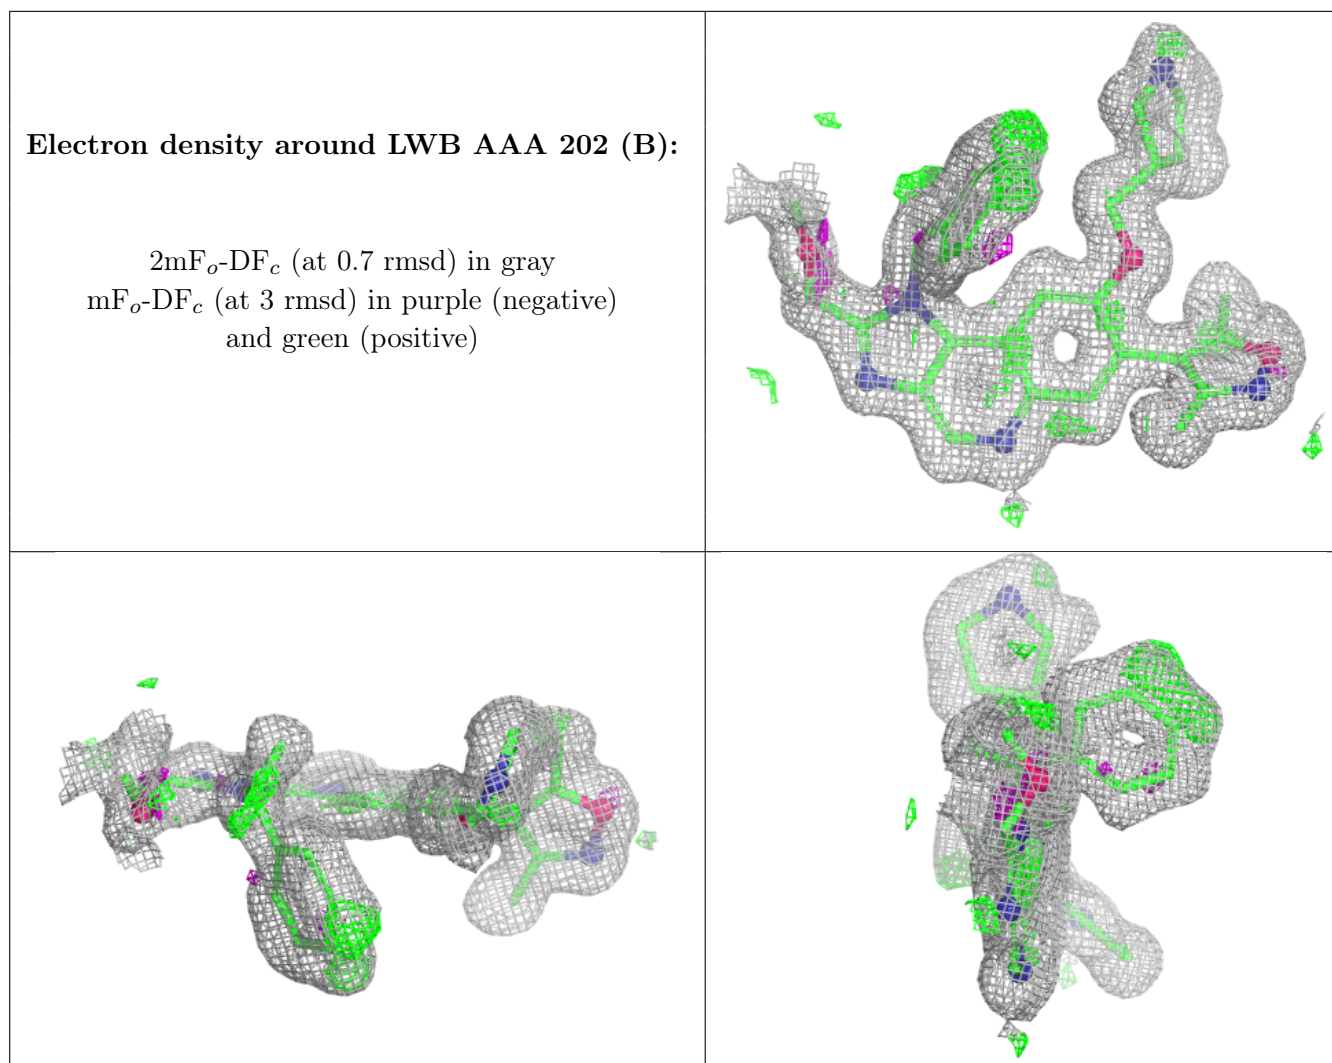 Electron density around LWB AAA 202 (B):
2mFo-DFc (at 0.7 rmsd) in gray
mFo-DFc (at 3 rmsd) in purple (negative)
and green (positive)